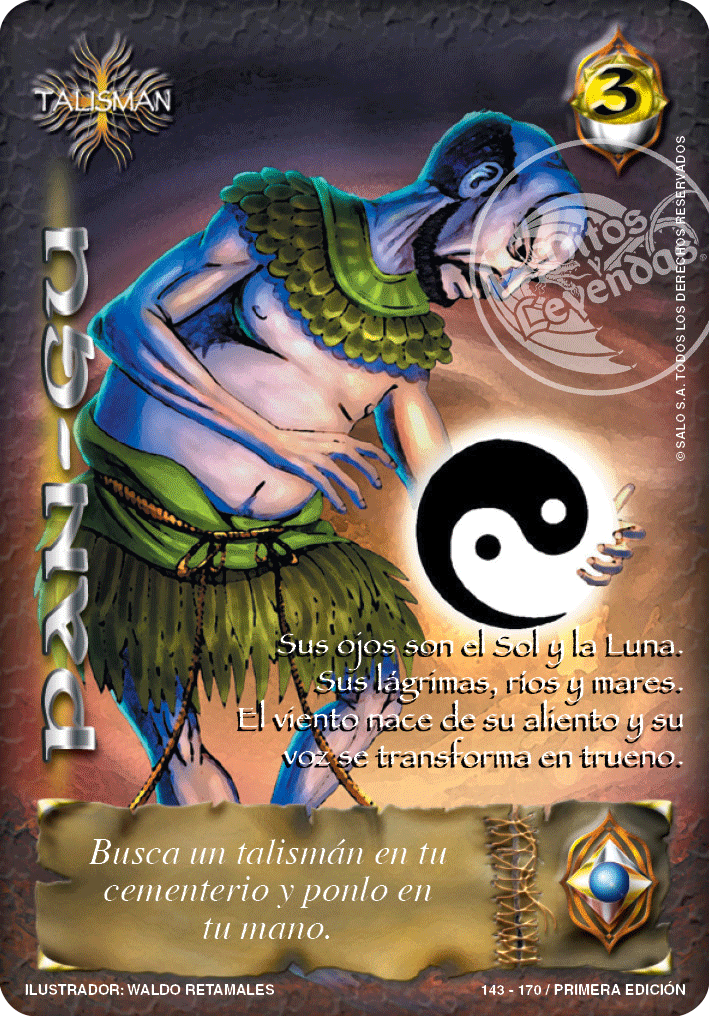 TALISMAN
3
Mitos
y
Leyendas
®
© SALO S.A. TODOS LOS DERECHOS RESERVADOS
PAN-GU
Sus ojos son el Sol y la Luna.
Sus lágrimas, ríos y mares.
El viento nace de su aliento y su
voz se transforma en trueno.
Busca un talismán en tu
cementerio y ponlo en
tu mano.
ILUSTRADOR: WALDO RETAMALES
143 - 170 / PRIMERA EDICIÓN